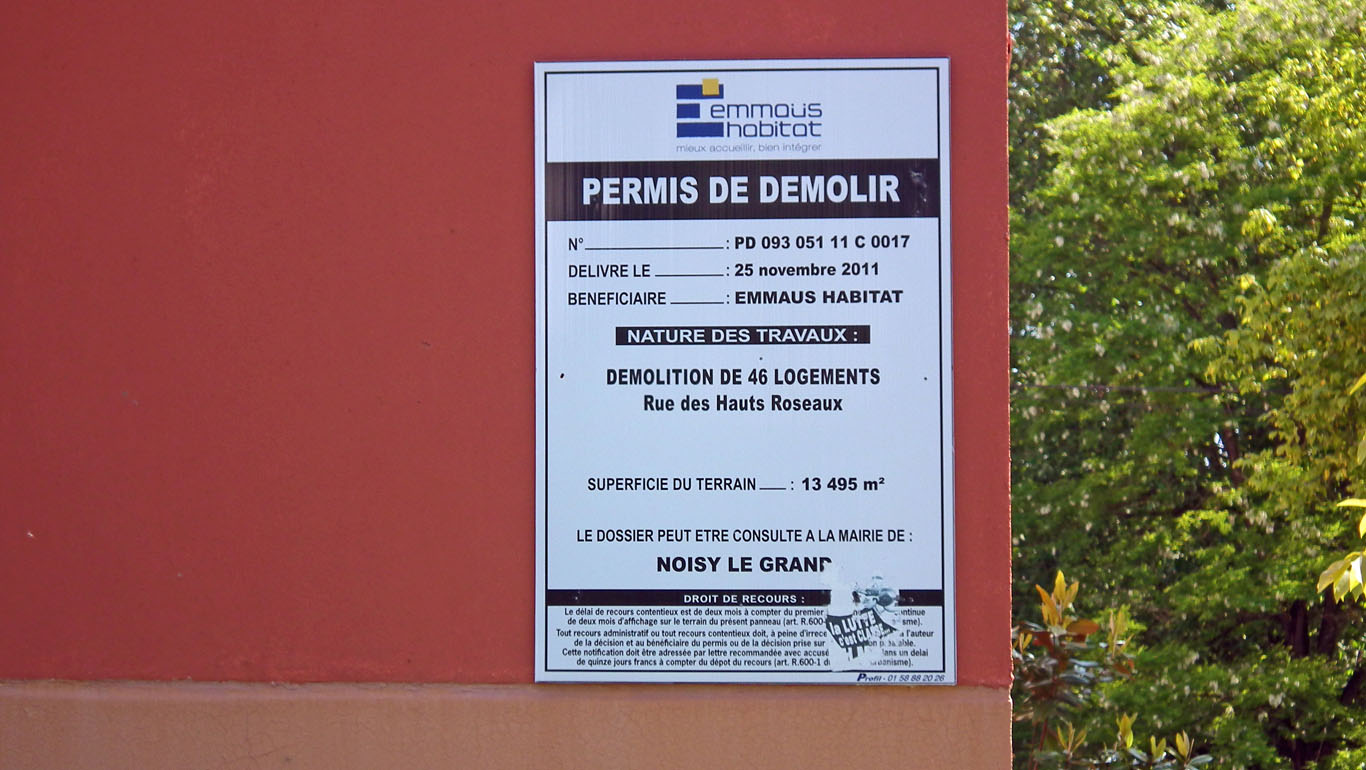 emmaüs
habitat
mieux accueillir, bien intégrer
PERMIS DE DEMOLIR
N° : PD 093 051 11 C 0017
DELIVRE LE : 25 novembre 2011
BENEFICIAIRE : EMMAUS HABITAT
NATURE DES TRAVAUX :
DEMOLITION DE 46 LOGEMENTS
Rue des Hauts Roseaux
SUPERFICIE DU TERRAIN : 13 495 m²
LE DOSSIER PEUT ETRE CONSULTE A LA MAIRIE DE :
NOISY LE GRAND
DROIT DE RECOURS :
Le délai de recours contentieux est de deux mois à compter du premier
de deux mois d'affichage sur le terrain du présent panneau (art. R.600-
Tout recours administratif ou tout recours contentieux doit, à peine d'irrece à l'auteur
de la décision et au bénéficiaire du permis ou de la décision prise sur
Cette notification doit être adressée par lettre recommandée avec accusé dans un delai
de quinze jours francs à compter du dépot du recours (art. R.600-1 du
la LUTTE
Profil - 01 58 88 20 26